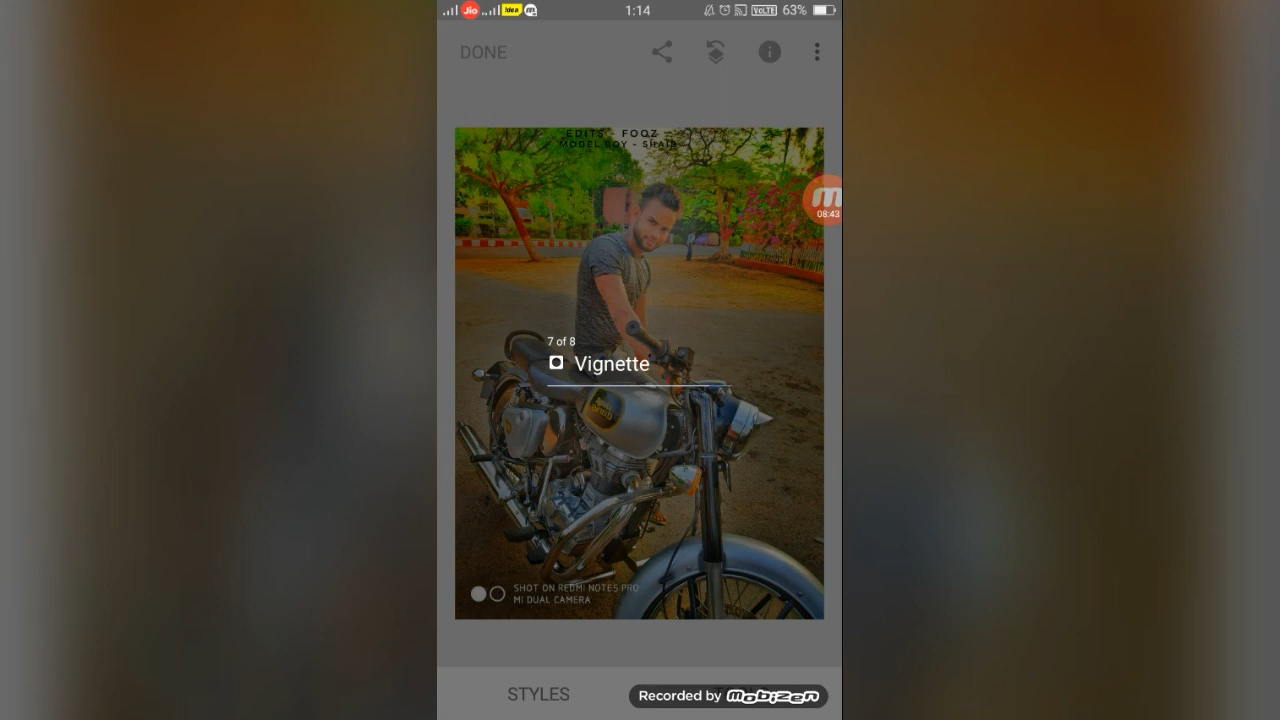 Jio
idea
1:14
VoLTE
63%
DONE
EDITS - FOOZ
MODEL BOY - SHAIB
08:43
7 of 8
Vignette
SHOT ON REDMI NOTE5 PRO
MI DUAL CAMERA
STYLES
Recorded by mobizen